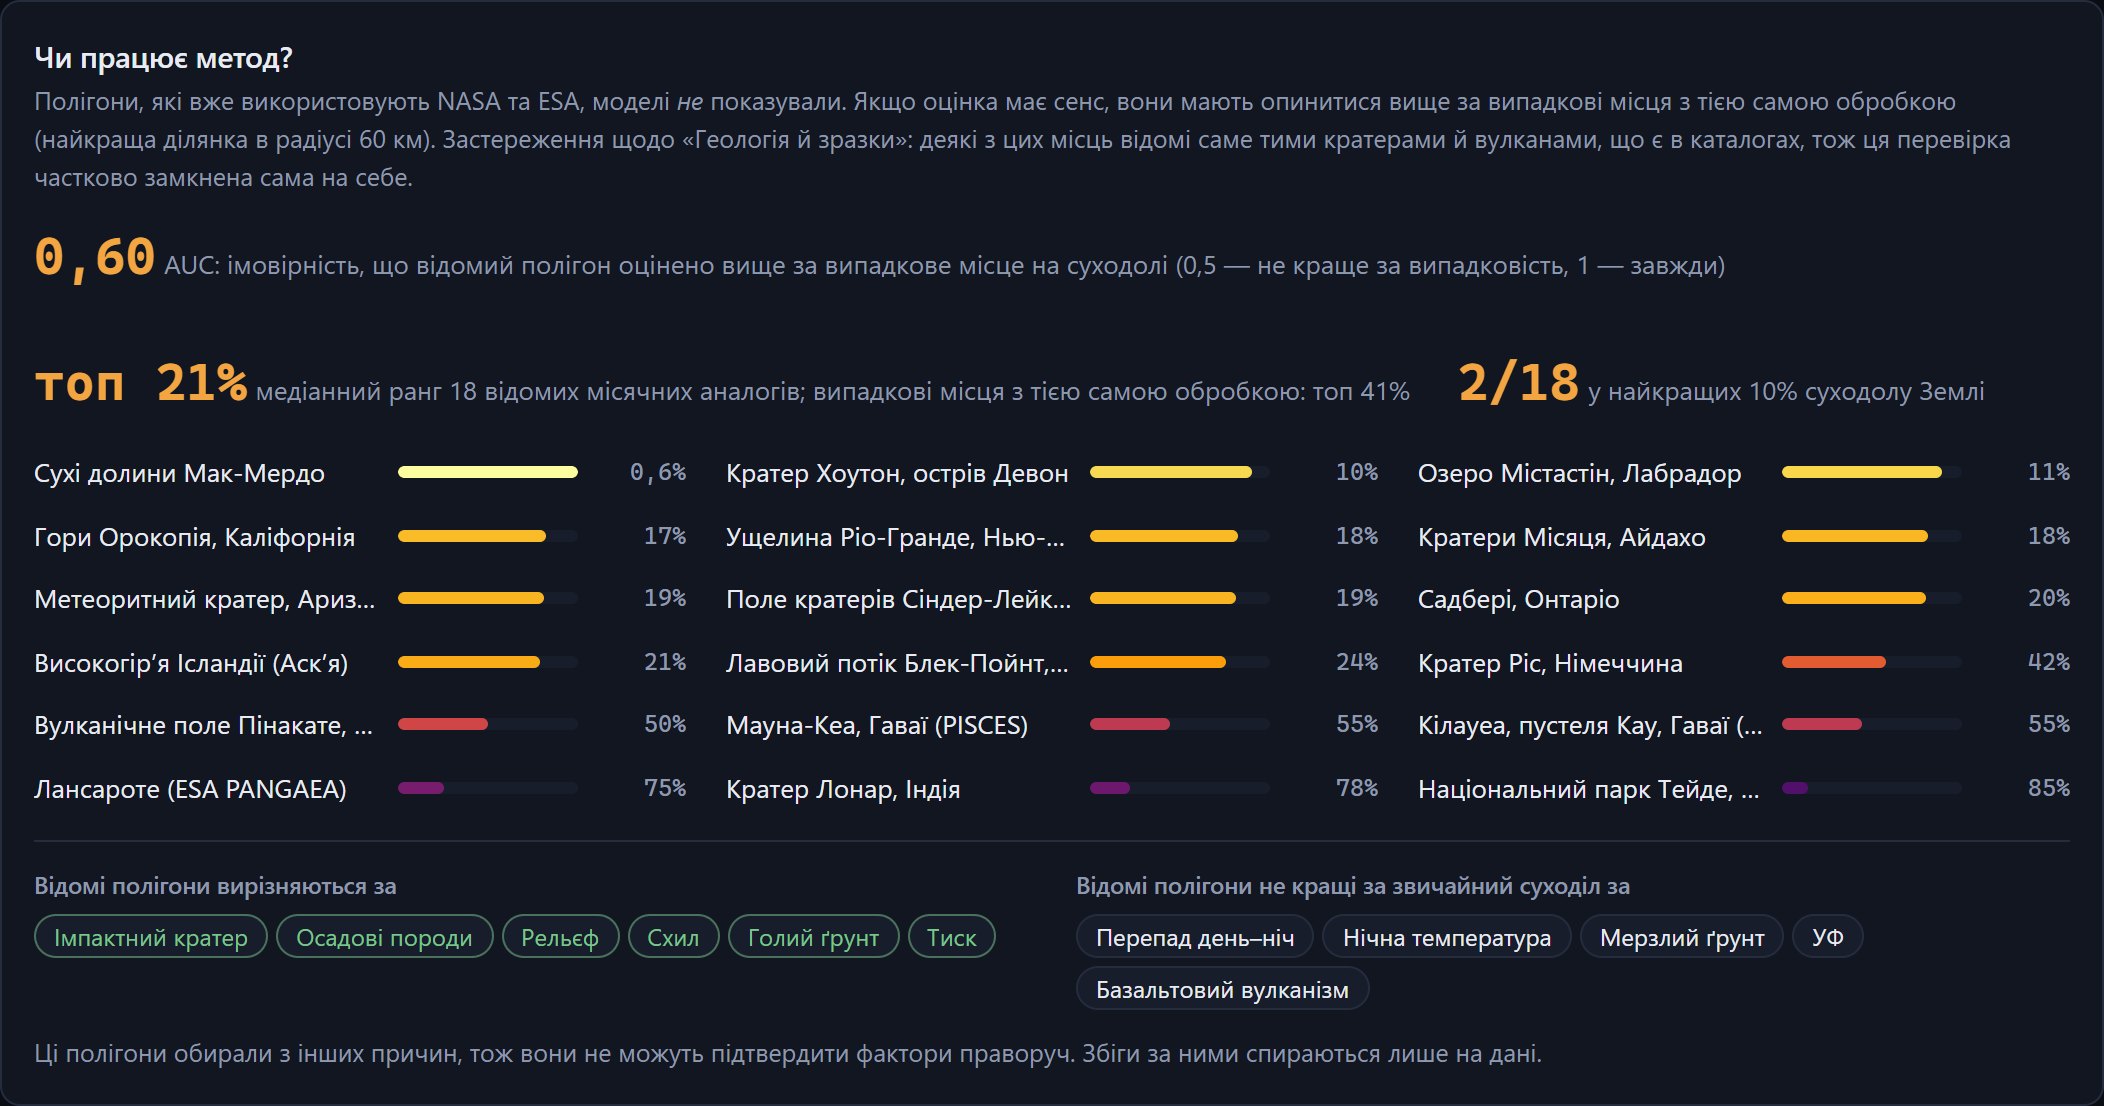 Чи працює метод?
Полігони, які вже використовують NASA та ESA, моделі не показували. Якщо оцінка має сенс, вони мають опинитися вище за випадкові місця з тією самою обробкою
(найкраща ділянка в радіусі 60 км). Застереження щодо «Геологія й зразки»: деякі з цих місць відомі саме тими кратерами й вулканами, що є в каталогах, тож ця перевірка
частково замкнена сама на себе.
0,60 AUC: імовірність, що відомий полігон оцінено вище за випадкове місце на суходолі (0,5 — не краще за випадковість, 1 — завжди)
топ 21% медіанний ранг 18 відомих місячних аналогів; випадкові місця з тією самою обробкою: топ 41%
2/18 у найкращих 10% суходолу Землі
Сухі долини Мак-Мердо 0,6%
Кратер Хоутон, острів Девон 10%
Озеро Містастін, Лабрадор 11%
Гори Орокопія, Каліфорнія 17%
Ущелина Ріо-Гранде, Нью-... 18%
Кратери Місяця, Айдахо 18%
Метеоритний кратер, Ариз... 19%
Поле кратерів Сіндер-Лейк... 19%
Садбері, Онтаріо 20%
Високогір’я Ісландії (Аск’я) 21%
Лавовий потік Блек-Пойнт,... 24%
Кратер Ріс, Німеччина 42%
Вулканічне поле Пінакате, ... 50%
Мауна-Кеа, Гаваї (PISCES) 55%
Кілауеа, пустеля Кау, Гаваї (... 55%
Лансароте (ESA PANGAEA) 75%
Кратер Лонар, Індія 78%
Національний парк Тейде, ... 85%
Відомі полігони вирізняються за
Імпактний кратер Осадові породи Рельєф Схил Голий ґрунт Тиск
Відомі полігони не кращі за звичайний суходіл за
Перепад день–ніч Нічна температура Мерзлий ґрунт УФ
Базальтовий вулканізм
Ці полігони обирали з інших причин, тож вони не можуть підтвердити фактори праворуч. Збіги за ними спираються лише на дані.